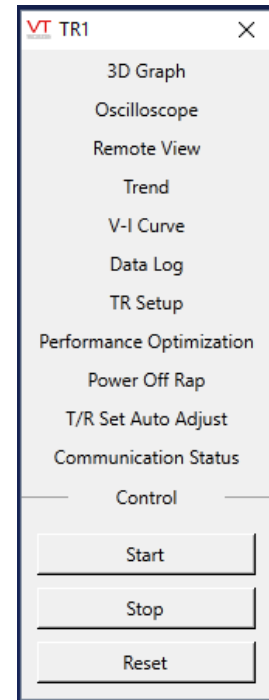 VT TR1
3D Graph
Oscilloscope
Remote View
Trend
V-I Curve
Data Log
TR Setup
Performance Optimization
Power Off Rap
T/R Set Auto Adjust
Communication Status
Control
Start
Stop
Reset